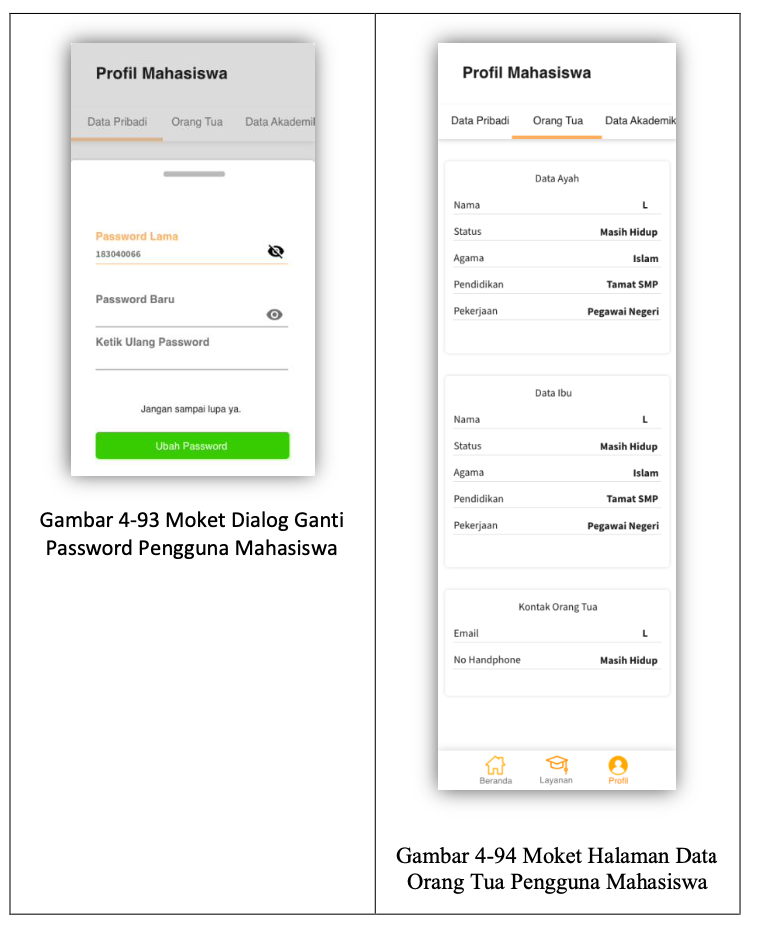 Profil Mahasiswa
Data Pribadi Orang Tua Data Akademil
Password Lama
183040066
Password Baru
Ketik Ulang Password
Jangan sampai lupa ya.
Ubah Password
Gambar 4-93 Moket Dialog Ganti
Password Pengguna Mahasiswa
Profil Mahasiswa
Data Pribadi Orang Tua Data Akademik
Data Ayah
Nama L
Status Masih Hidup
Agama Islam
Pendidikan Tamat SMP
Pekerjaan Pegawai Negeri
Data Ibu
Nama L
Status Masih Hidup
Agama Islam
Pendidikan Tamat SMP
Pekerjaan Pegawai Negeri
Kontak Orang Tua
Email L
No Handphone Masih Hidup
Beranda Layanan Profil
Gambar 4-94 Moket Halaman Data
Orang Tua Pengguna Mahasiswa